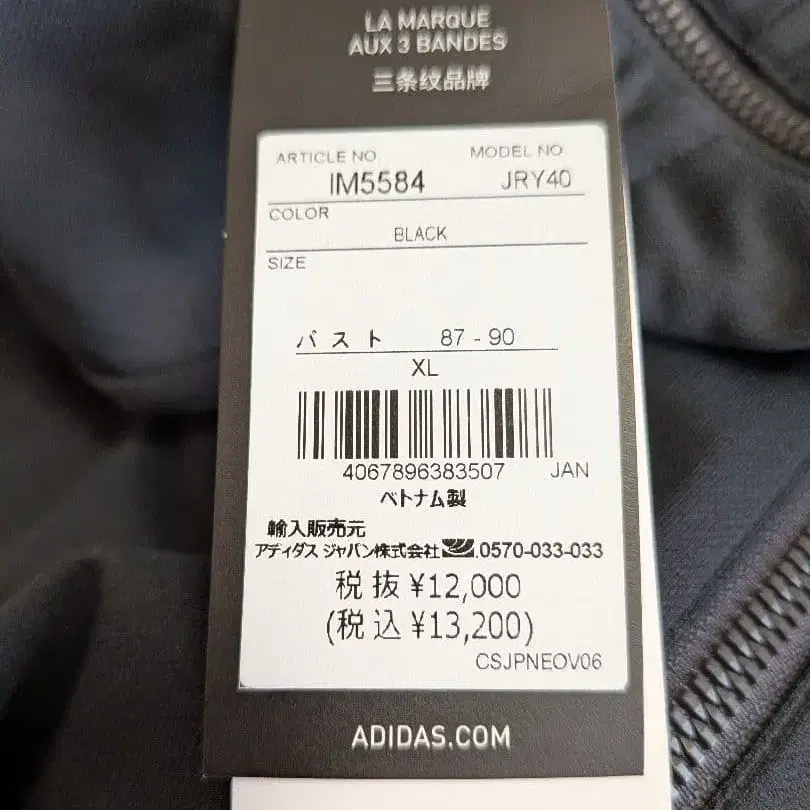 LA MARQUE
AUX 3 BANDES
三条纹品牌
ARTICLE NO
MODEL NO
IM5584
JRY40
COLOR
BLACK
SIZE
バスト 87 - 90
XL
4067896383507 JAN
ベトナム製
輸入販売元
アディダス ジャパン株式会社 .0570-033-033
税抜 ¥12,000
(税込 ¥13,200)
CSJPNEOV06
ADIDAS.COM